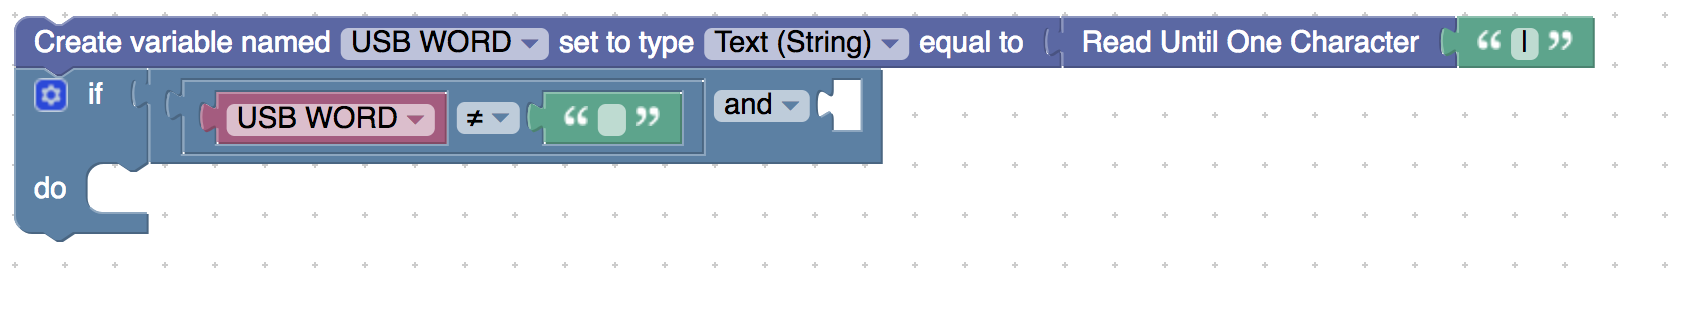 Create variable named USB WORD set to type Text (String) equal to Read Until One Character “ | ”
if USB WORD ≠ “ ” and
do